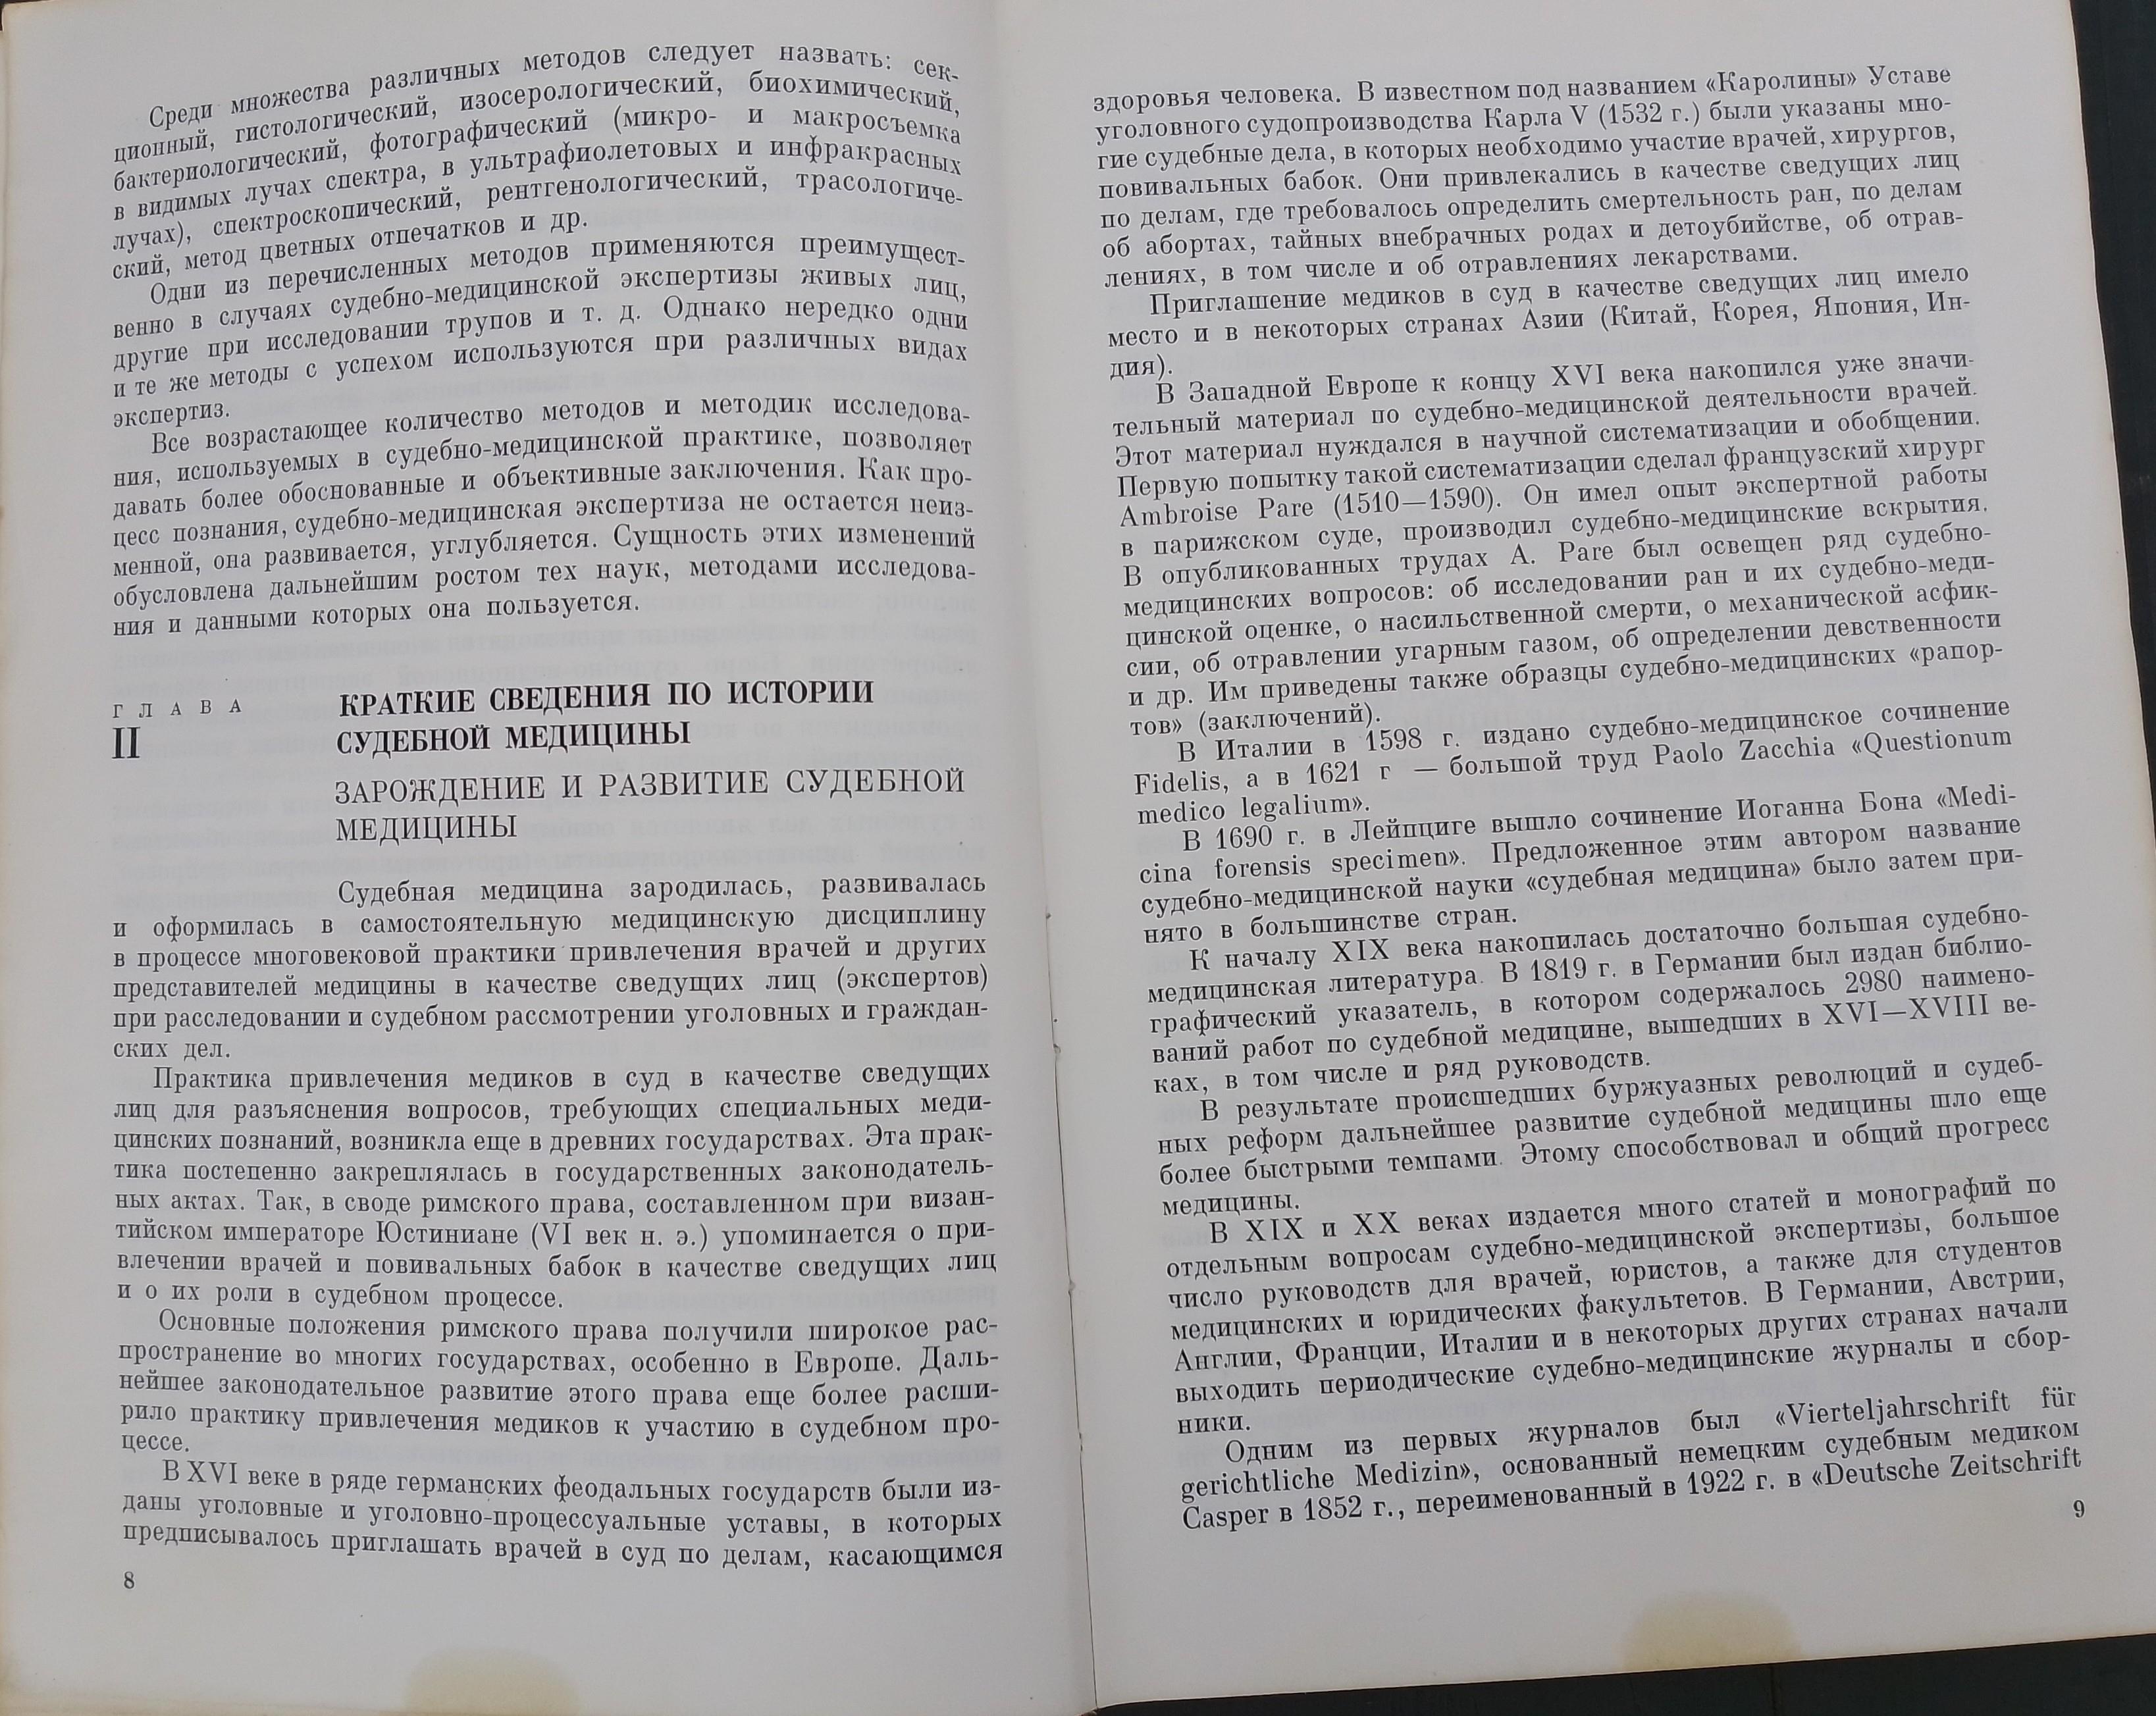 Среди множества различных методов следует назвать: сек-
ционный, гистологический, изосерологический, биохимический,
бактериологический, фотографический (микро- и макросъемка
в видимых лучах спектра, в ультрафиолетовых и инфракрасных
лучах), спектроскопический, рентгенологический, трасологиче-
ский, метод цветных отпечатков и др.
Одни из перечисленных методов применяются преимущест-
венно в случаях судебно-медицинской экспертизы живых лиц,
другие при исследовании трупов и т. д. Однако нередко одни
и те же методы с успехом используются при различных видах
экспертиз.
Все возрастающее количество методов и методик исследова-
ния, используемых в судебно-медицинской практике, позволяет
давать более обоснованные и объективные заключения. Как про-
цесс познания, судебно-медицинская экспертиза не остается неиз-
менной, она развивается, углубляется. Сущность этих изменений
обусловлена дальнейшим ростом тех наук, методами исследова-
ния и данными которых она пользуется.
ГЛАВА
II
КРАТКИЕ СВЕДЕНИЯ ПО ИСТОРИИ
СУДЕБНОЙ МЕДИЦИНЫ
ЗАРОЖДЕНИЕ И РАЗВИТИЕ СУДЕБНОЙ
МЕДИЦИНЫ
Судебная медицина зародилась, развивалась
и оформилась в самостоятельную медицинскую дисциплину
в процессе многовековой практики привлечения врачей и других
представителей медицины в качестве сведущих лиц (экспертов)
при расследовании и судебном рассмотрении уголовных и граждан-
ских дел.
Практика привлечения медиков в суд в качестве сведущих
лиц для разъяснения вопросов, требующих специальных меди-
цинских познаний, возникла еще в древних государствах. Эта прак-
тика постепенно закреплялась в государственных законодатель-
ных актах. Так, в своде римского права, составленном при визан-
тийском императоре Юстиниане (VI век н. э.) упоминается о при-
влечении врачей и повивальных бабок в качестве сведущих лиц
и о их роли в судебном процессе.
Основные положения римского права получили широкое рас-
пространение во многих государствах, особенно в Европе. Даль-
нейшее законодательное развитие этого права еще более расши-
рило практику привлечения медиков к участию в судебном про-
цессе.
В XVI веке в ряде германских феодальных государств были из-
даны уголовные и уголовно-процессуальные уставы, в которых
предписывалось приглашать врачей в суд по делам, касающимся
8
здоровья человека. В известном под названием «Каролины» Уставе
уголовного судопроизводства Карла V (1532 г.) были указаны мно-
гие судебные дела, в которых необходимо участие врачей, хирургов,
повивальных бабок. Они привлекались в качестве сведущих лиц
по делам, где требовалось определить смертельность ран, по делам
об абортах, тайных внебрачных родах и детоубийстве, об отрав-
лениях, в том числе и об отравлениях лекарствами.
Приглашение медиков в суд в качестве сведущих лиц имело
место и в некоторых странах Азии (Китай, Корея, Япония, Ин-
дия).
В Западной Европе к концу XVI века накопился уже значи-
тельный материал по судебно-медицинской деятельности врачей.
Этот материал нуждался в научной систематизации и обобщении.
Первую попытку такой систематизации сделал французский хирург
Ambroise Pare (1510—1590). Он имел опыт экспертной работы
в парижском суде, производил судебно-медицинские вскрытия.
В опубликованных трудах А. Pare был освещен ряд судебно-
медицинских вопросов: об исследовании ран и их судебно-меди-
цинской оценке, о насильственной смерти, о механической асфик-
сии, об отравлении угарным газом, об определении девственности
и др. Им приведены также образцы судебно-медицинских «рапор-
тов» (заключений).
В Италии в 1598 г. издано судебно-медицинское сочинение
Fidelis, а в 1621 г — большой труд Paolo Zacchia «Questionum
medico legalium».
В 1690 г. в Лейпциге вышло сочинение Иоганна Бона «Medi-
cina forensis specimen». Предложенное этим автором название
судебно-медицинской науки «судебная медицина» было затем при-
нято в большинстве стран.
К началу XIX века накопилась достаточно большая судебно-
медицинская литература. В 1819 г. в Германии был издан библио-
графический указатель, в котором содержалось 2980 наимено-
ваний работ по судебной медицине, вышедших в XVI—XVIII ве-
ках, в том числе и ряд руководств.
В результате происшедших буржуазных революций и судеб-
ных реформ дальнейшее развитие судебной медицины шло еще
более быстрыми темпами. Этому способствовал и общий прогресс
медицины.
В XIX и XX веках издается много статей и монографий по
отдельным вопросам судебно-медицинской экспертизы, большое
число руководств для врачей, юристов, а также для студентов
медицинских и юридических факультетов. В Германии, Австрии,
Англии, Франции, Италии и в некоторых других странах начали
выходить периодические судебно-медицинские журналы и сбор-
ники.
Одним из первых журналов был «Vierteljahrschrift für
gerichtliche Medizin», основанный немецким судебным медиком
Casper в 1852 г., переименованный в 1922 г. в «Deutsche Zeitschrift
9